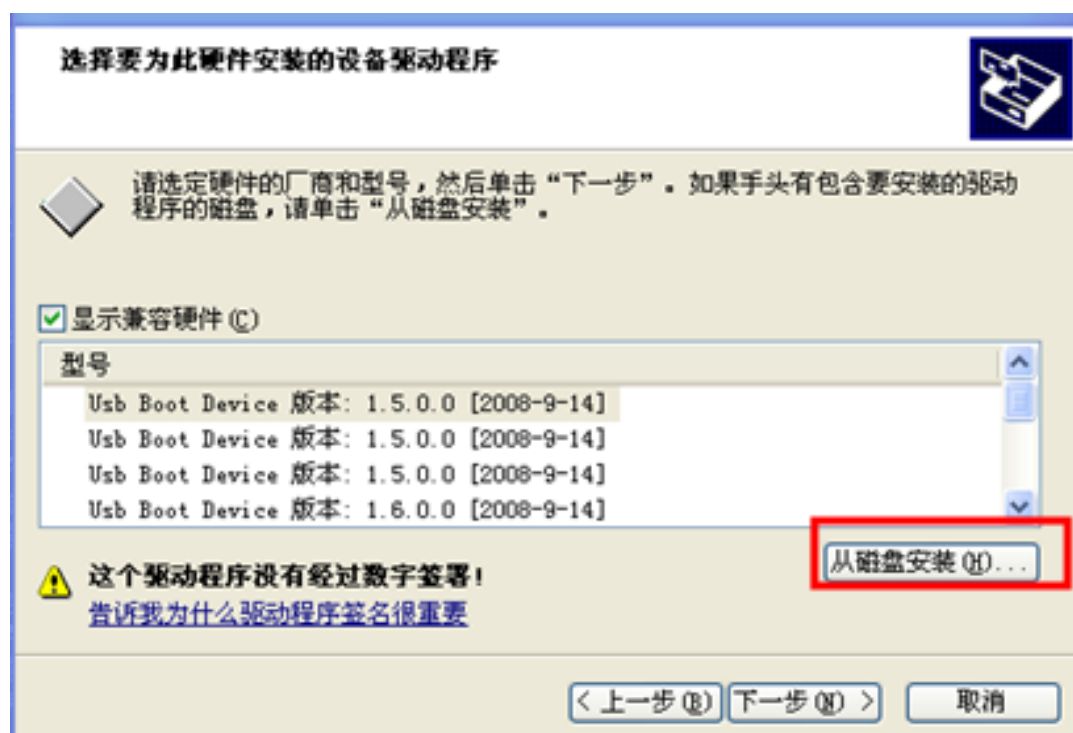 选择要为此硬件安装的设备驱动程序
请选定硬件的厂商和型号，然后单击“下一步”。如果手头有包含要安装的驱动
程序的磁盘，请单击“从磁盘安装”。
显示兼容硬件(C)
型号
Usb Boot Device 版本: 1.5.0.0 [2008-9-14]
Usb Boot Device 版本: 1.5.0.0 [2008-9-14]
Usb Boot Device 版本: 1.5.0.0 [2008-9-14]
Usb Boot Device 版本: 1.6.0.0 [2008-9-14]
从磁盘安装(H)...
这个驱动程序没有经过数字签署!
告诉我为什么驱动程序签名很重要
< 上一步(B) 下一步(N) > 取消